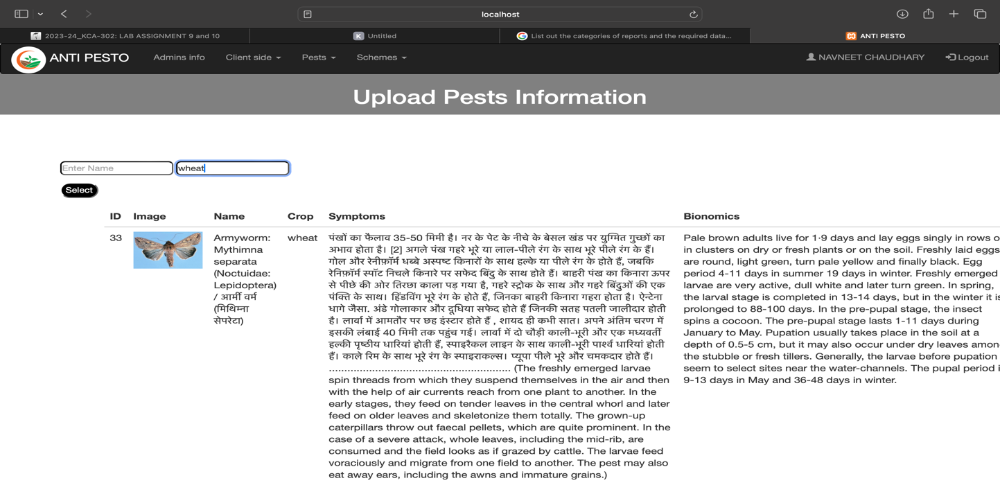 localhost
2023-24_KCA-302: LAB ASSIGNMENT 9 and 10
K Untitled
List out the categories of reports and the required data...
ANTI PESTO
ANTI PESTO Admins info Client side Pests Schemes NAVNEET CHAUDHARY Logout
Upload Pests Information
Enter Name wheat
Select
ID Image Name Crop Symptoms Bionomics
33
Armyworm:
Mythimna
separata
(Noctuidae:
Lepidoptera)
/ आर्मी वर्म
(मिथिम्ना
सेपरेटा)
wheat
पंखों का फैलाव 35-50 मिमी है। नर के पेट के नीचे के बेसल खंड पर युग्मित गुच्छों का
अभाव होता है। [2] अगले पंख गहरे भूरे या लाल-पीले रंग के साथ भूरे पीले रंग के हैं।
गोल और रेनीफ़ॉर्म धब्बे अस्पष्ट किनारों के साथ हल्के या पीले रंग के होते हैं, जबकि
रेनिफ़ॉर्म स्पॉट निचले किनारे पर सफेद बिंदु के साथ होते हैं। बाहरी पंख का किनारा ऊपर
से पीछे की ओर तिरछा काला पड़ गया है, गहरे स्ट्रोक के साथ और गहरे बिंदुओं की एक
पंक्ति के साथ। हिंडविंग भूरे रंग के होते हैं, जिनका बाहरी किनारा गहरा होता है। ऐन्टेना
धागे जैसा. अंडे गोलाकार और दूधिया सफेद होते हैं जिनकी सतह पतली जालीदार होती
है। लार्वा में आमतौर पर छह इंस्टार होते हैं , शायद ही कभी सात। अपने अंतिम चरण में
इसकी लंबाई 40 मिमी तक पहुंच गई। लार्वा में दो चौड़ी काली-भूरी और एक मध्यवर्ती
हल्की पृष्ठीय धारियां होती हैं, स्पाइरैकल लाइन के साथ काली-भूरी पार्श्व धारियां होती
हैं। काले रिम के साथ भूरे रंग के स्पाइराकल्स। प्यूपा पीले भूरे और चमकदार होते हैं।
........................................................... (The freshly emerged larvae
spin threads from which they suspend themselves in the air and then
with the help of air currents reach from one plant to another. In the
early stages, they feed on tender leaves in the central whorl and later
feed on older leaves and skeletonize them totally. The grown-up
caterpillars throw out faecal pellets, which are quite prominent. In the
case of a severe attack, whole leaves, including the mid-rib, are
consumed and the field looks as if grazed by cattle. The larvae feed
voraciously and migrate from one field to another. The pest may also
eat away ears, including the awns and immature grains.)
Pale brown adults live for 1·9 days and lay eggs singly in rows o
in clusters on dry or fresh plants or on the soil. Freshly laid eggs
are round, light green, turn pale yellow and finally black. Egg
period 4-11 days in summer 19 days in winter. Freshly emerged
larvae are very active, dull white and later turn green. In spring,
the larval stage is completed in 13-14 days, but in the winter it is
prolonged to 88-100 days. In the pre-pupal stage, the insect
spins a cocoon. The pre-pupal stage lasts 1-11 days during
January to May. Pupation usually takes place in the soil at a
depth of 0.5-5 cm, but it may also occur under dry leaves amon
the stubble or fresh tillers. Generally, the larvae before pupation
seem to select sites near the water-channels. The pupal period i
9-13 days in May and 36-48 days in winter.